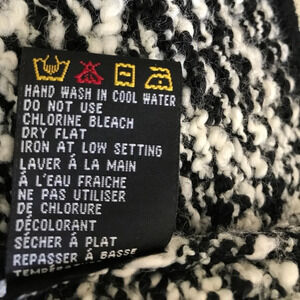 HAND WASH IN COOL WATER
DO NOT USE
CHLORINE BLEACH
DRY FLAT
IRON AT LOW SETTING
LAVER Á LA MAIN
Á L'EAU FRAICHE
NE PAS UTILISER
DE CHLORURE
DÉCOLORANT
SÉCHER Á PLAT
REPASSER Á BASSE
TEMPÉRATURE